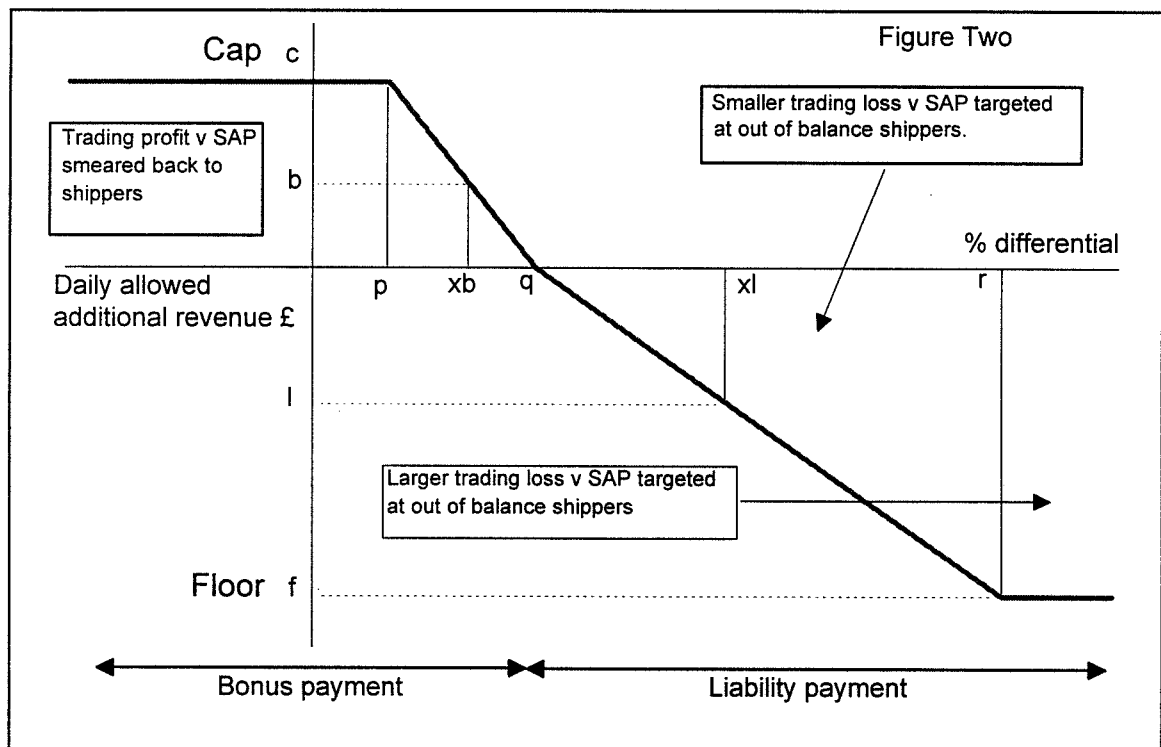 Figure Two
Cap c
Smaller trading loss v SAP targeted
at out of balance shippers.
Trading profit v SAP
smeared back to
shippers
b
% differential
Daily allowed
additional revenue £
p xb q xl r
l
Larger trading loss v SAP targeted
at out of balance shippers
Floor f
Bonus payment Liability payment